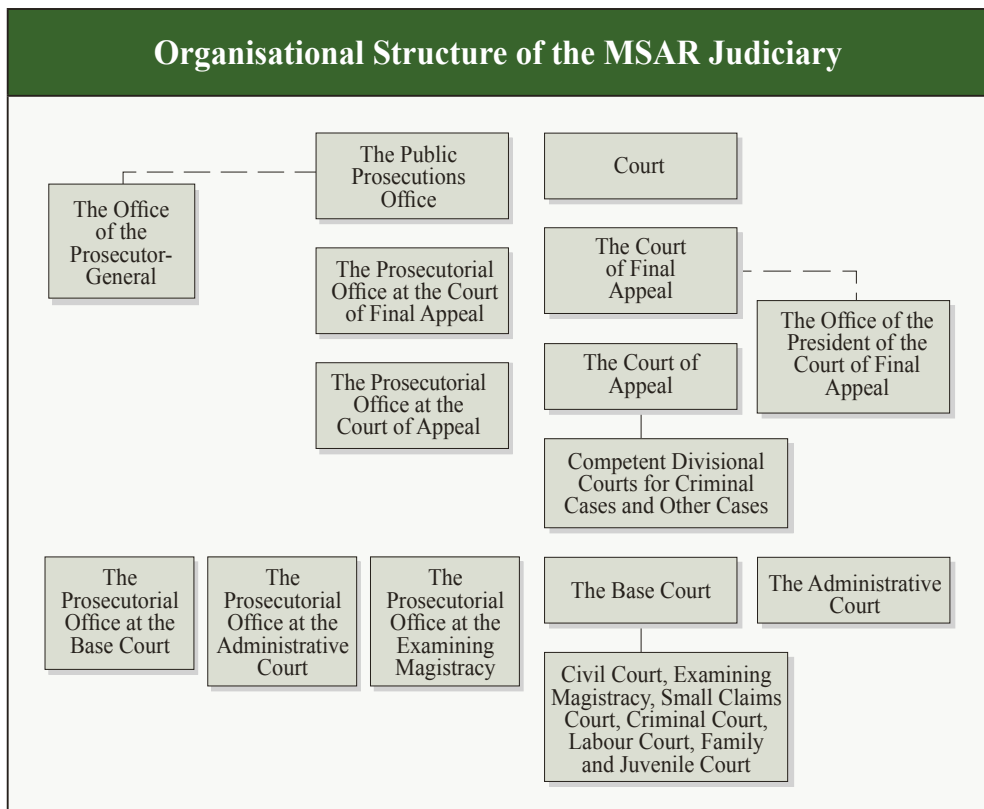 Organisational Structure of the MSAR Judiciary
The Public
Prosecutions
Office
Court
The Office
of the
Prosecutor-
General
The Prosecutorial
Office at the Court
of Final Appeal
The Court
of Final
Appeal
The Office of the
President of the
Court of Final
Appeal
The Prosecutorial
Office at the
Court of Appeal
The Court of
Appeal
Competent Divisional
Courts for Criminal
Cases and Other Cases
The
Prosecutorial
Office at the
Base Court
The
Prosecutorial
Office at the
Administrative
Court
The
Prosecutorial
Office at the
Examining
Magistracy
The Base Court
The Administrative
Court
Civil Court, Examining
Magistracy, Small Claims
Court, Criminal Court,
Labour Court, Family
and Juvenile Court